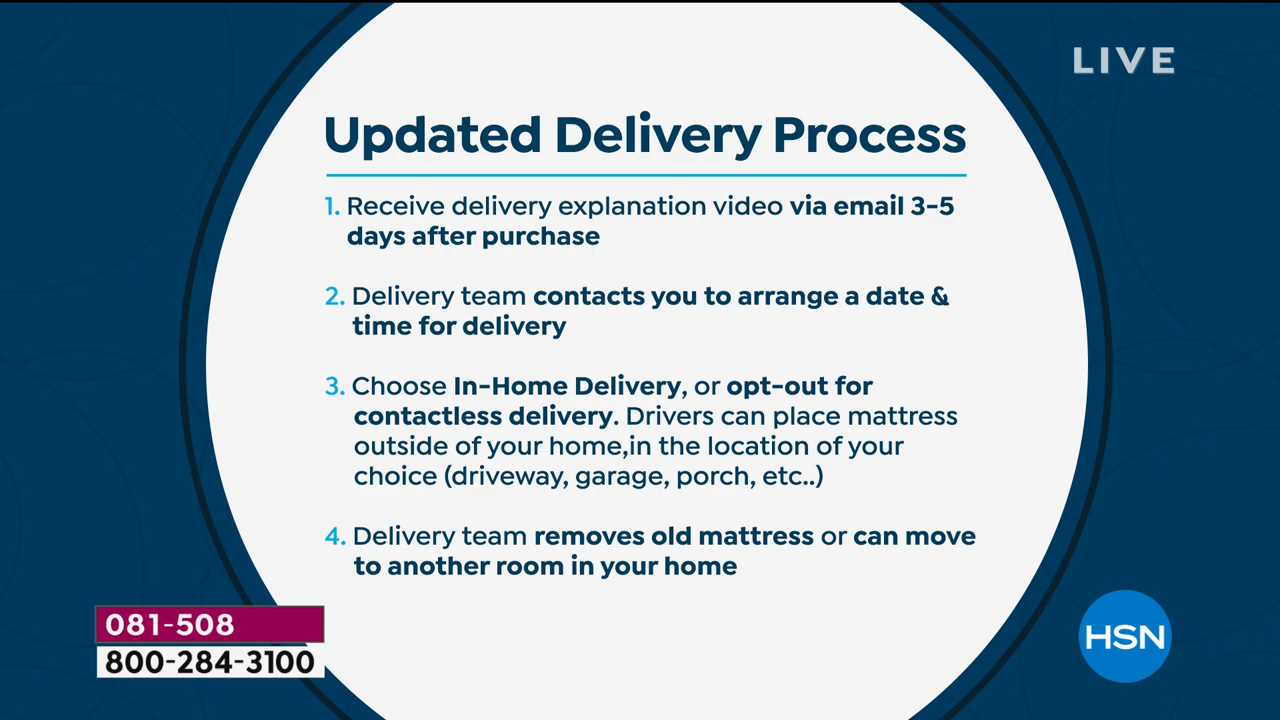 LIVE
Updated Delivery Process
1. Receive delivery explanation video via email 3-5
days after purchase
2. Delivery team contacts you to arrange a date &
time for delivery
3. Choose In-Home Delivery, or opt-out for
contactless delivery. Drivers can place mattress
outside of your home,in the location of your
choice (driveway, garage, porch, etc..)
4. Delivery team removes old mattress or can move
to another room in your home
081-508
800-284-3100
HSN